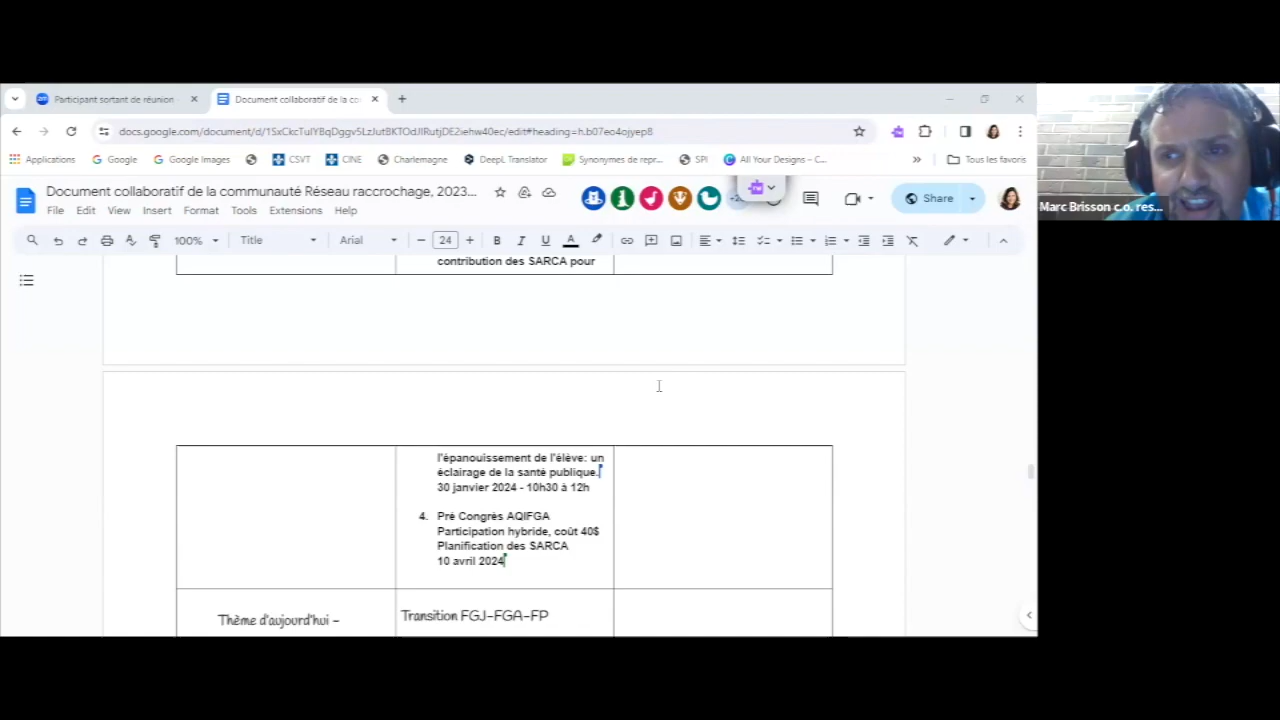 Participant sortant de réunion
Document collaboratif de la co
docs.google.com/document/d/
Applications
Google
Google Images
CSVT
CINE
Charlemagne
DeepL Translator
Synonymes de repr...
SPI
All Your Designs – C...
Tous les favoris
Marc Brisson c.o. res...
Document collaboratif de la communauté Réseau raccrochage, 2023...
Share
File Edit View Insert Format Tools Extensions Help
100% Title Arial 24 B I U A
contribution des SARCA pour
l'épanouissement de l'élève: un
éclairage de la santé publique.
30 janvier 2024 - 10h30 à 12h
4. Pré Congrès AQIFGA
Participation hybride, coût 40$
Planification des SARCA
10 avril 2024
Thème d'aujourd'hui –
Transition FGJ-FGA-FP